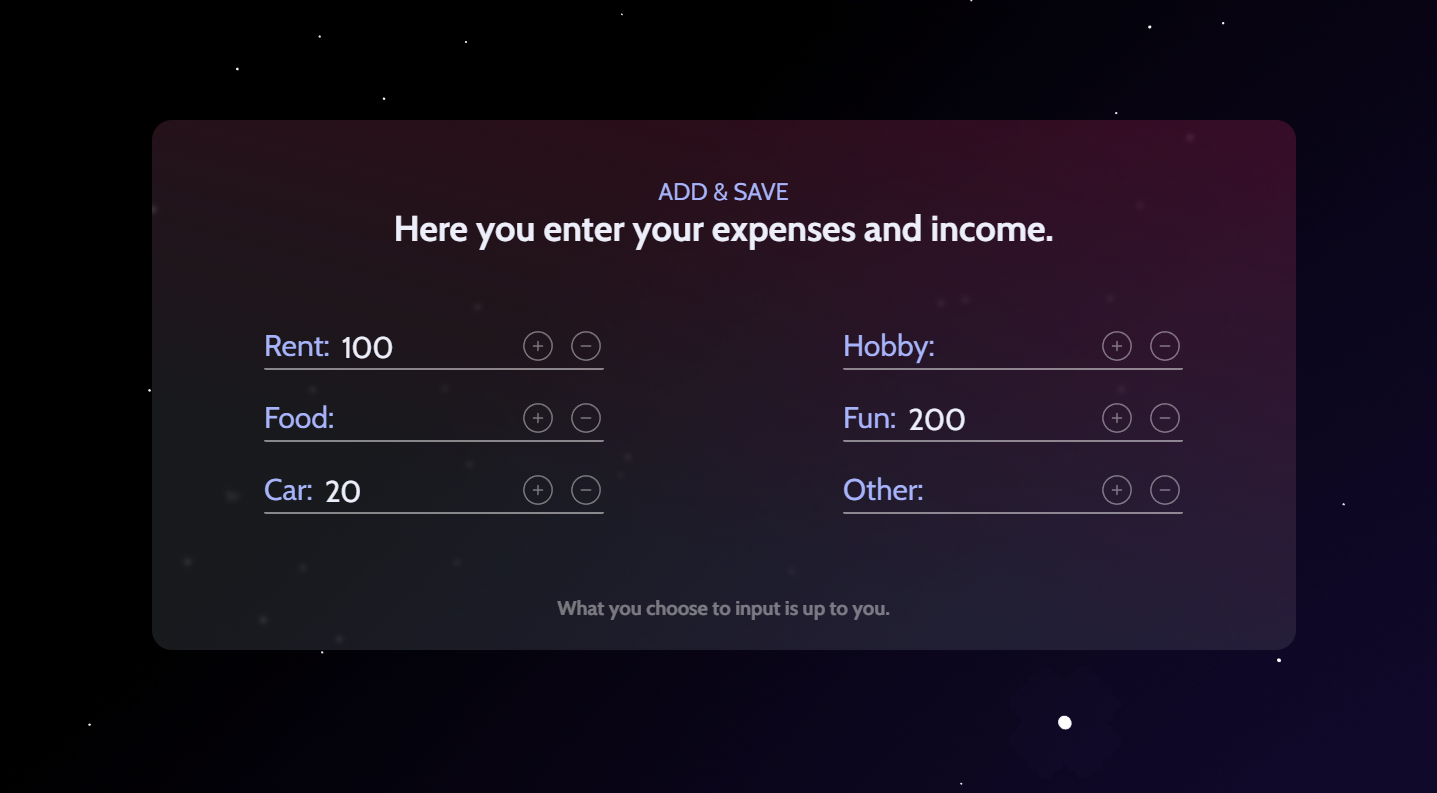 ADD & SAVE
Here you enter your expenses and income.
Rent: 100
Hobby:
Food:
Fun: 200
Car: 20
Other:
What you choose to input is up to you.